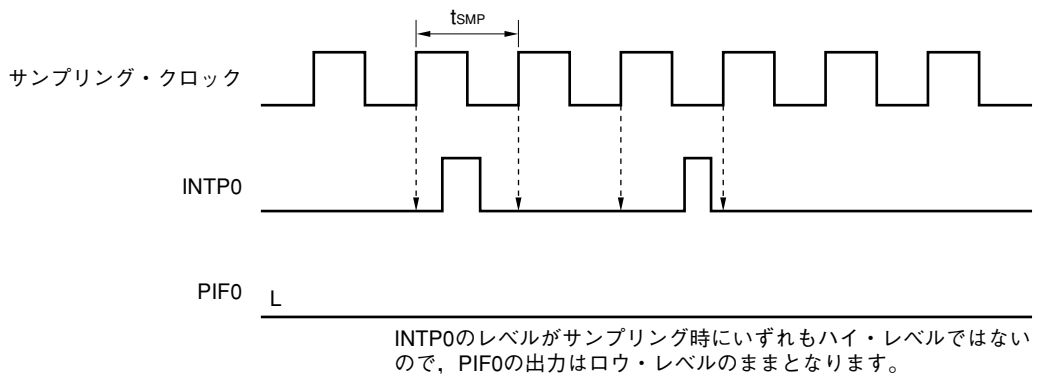 tSMP
サンプリング・クロック
INTP0
PIF0
L
INTP0のレベルがサンプリング時にいずれもハイ・レベルではない
ので，PIF0の出力はロウ・レベルのままとなります。